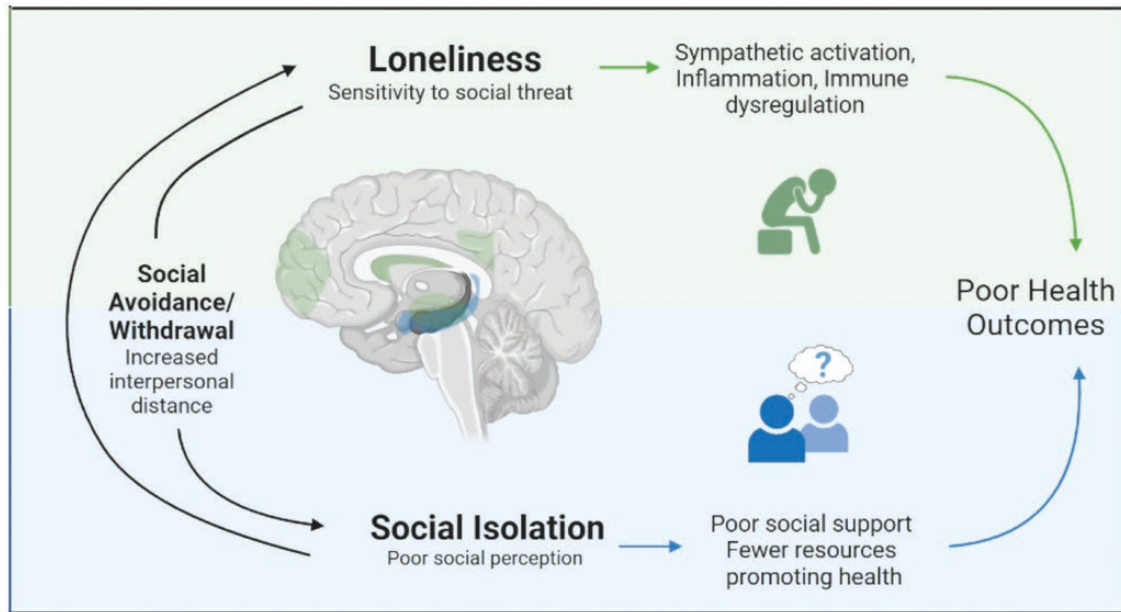 Loneliness
Sensitivity to social threat
Sympathetic activation,
Inflammation, Immune
dysregulation
Social
Avoidance/
Withdrawal
Increased
interpersonal
distance
Poor Health
Outcomes
?
Social Isolation
Poor social perception
Poor social support
Fewer resources
promoting health